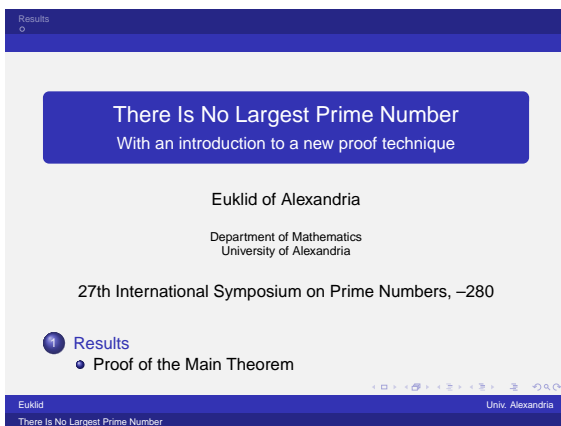 Results
There Is No Largest Prime Number
With an introduction to a new proof technique
Euklid of Alexandria
Department of Mathematics
University of Alexandria
27th International Symposium on Prime Numbers, –280
1 Results
Proof of the Main Theorem
Euklid Univ. Alexandria
There Is No Largest Prime Number